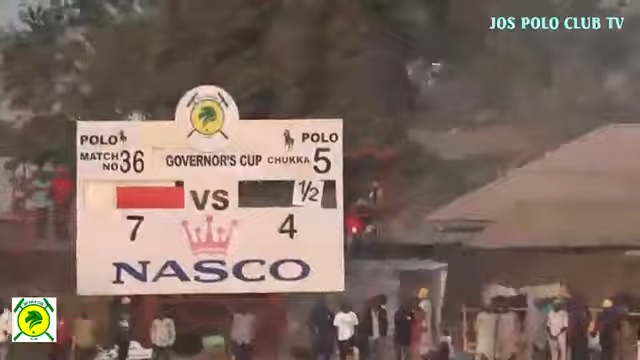 JOS POLO CLUB TV
POLO POLO
MATCH NO 36 GOVERNOR'S CUP CHUKKA 5
VS 1/2
7 4
NASCO